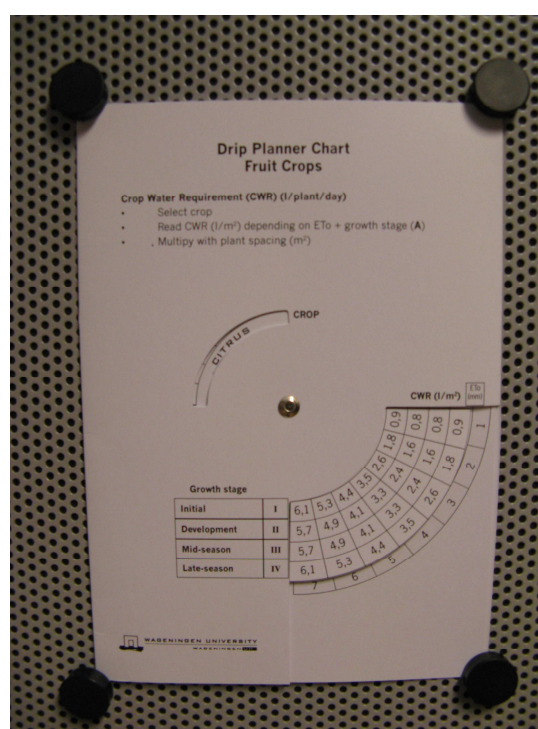 Drip Planner Chart
Fruit Crops
Crop Water Requirement (CWR) (l/plant/day)
• Select crop
• Read CWR (l/m²) depending on ETo + growth stage (A)
• . Multipy with plant spacing (m²)
CROP
CITRUS
CWR (l/m²) ETo (mm)
0,9 0,8 0,8 0,9 1
1,8 1,6 1,6 1,8 2
2,6 2,4 2,4 2,6 3
3,5 3,3 3,3 3,5 4
4,4 4,1 4,1 4,4 5
5,3 4,9 4,9 5,3 6
Growth stage
Initial I 6,1
Development II 5,7
Mid-season III 5,7
Late-season IV 6,1
7
WAGENINGEN UNIVERSITY
WAGENINGEN